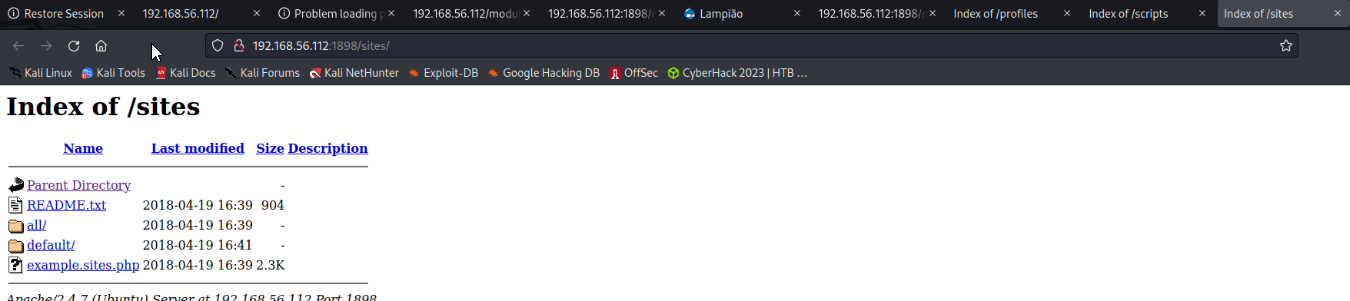 Restore Session
192.168.56.112/
Problem loading p
192.168.56.112/modul
192.168.56.112:1898/r
Lampião
192.168.56.112:1898/r
Index of /profiles
Index of /scripts
Index of /sites
192.168.56.112:1898/sites/
Kali Linux Kali Tools Kali Docs Kali Forums Kali NetHunter Exploit-DB Google Hacking DB OffSec CyberHack 2023 | HTB ...
Index of /sites
Name Last modified Size Description
Parent Directory -
README.txt 2018-04-19 16:39 904
all/ 2018-04-19 16:39 -
default/ 2018-04-19 16:41 -
example.sites.php 2018-04-19 16:39 2.3K
Apache/2.4.7 (Ubuntu) Server at 192.168.56.112 Port 1898